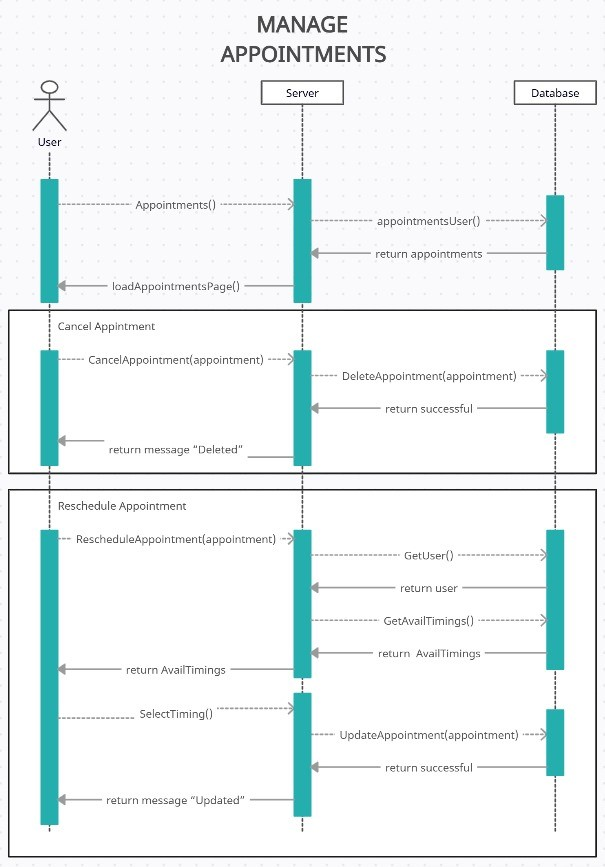 MANAGE
APPOINTMENTS
Server
Database
User
Appointments()
appointmentsUser()
return appointments
loadAppointmentsPage()
Cancel Appintment
CancelAppointment(appointment)
DeleteAppointment(appointment)
return successful
return message “Deleted”
Reschedule Appointment
RescheduleAppointment(appointment)
GetUser()
return user
GetAvailTimings()
return AvailTimings
return AvailTimings
SelectTiming()
UpdateAppointment(appointment)
return successful
return message “Updated”